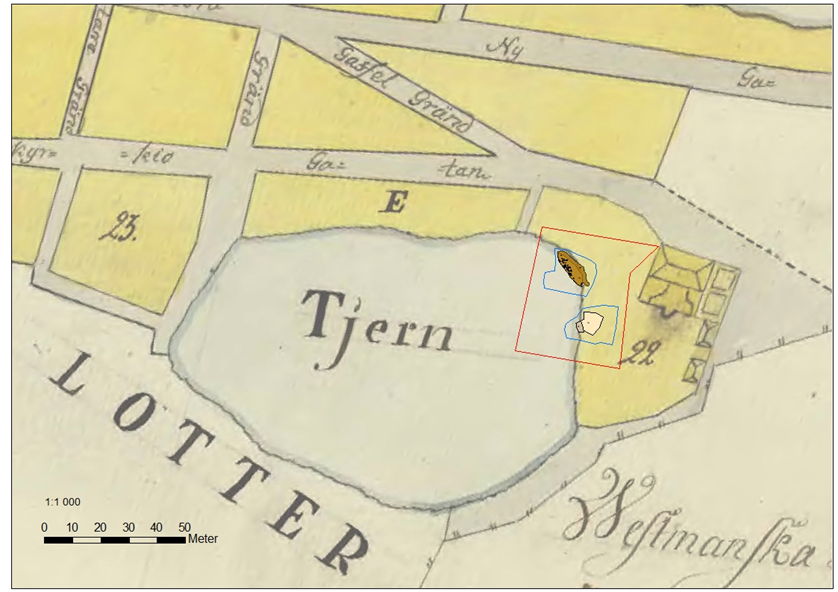 Ny
Ga=
Gaffel Gränd
Gränd
Gränd
kyr=
=kio
Ga=
tan
E
23.
Tjern
22
LOTTER
Westmanska
1:1 000
0 10 20 30 40 50
Meter